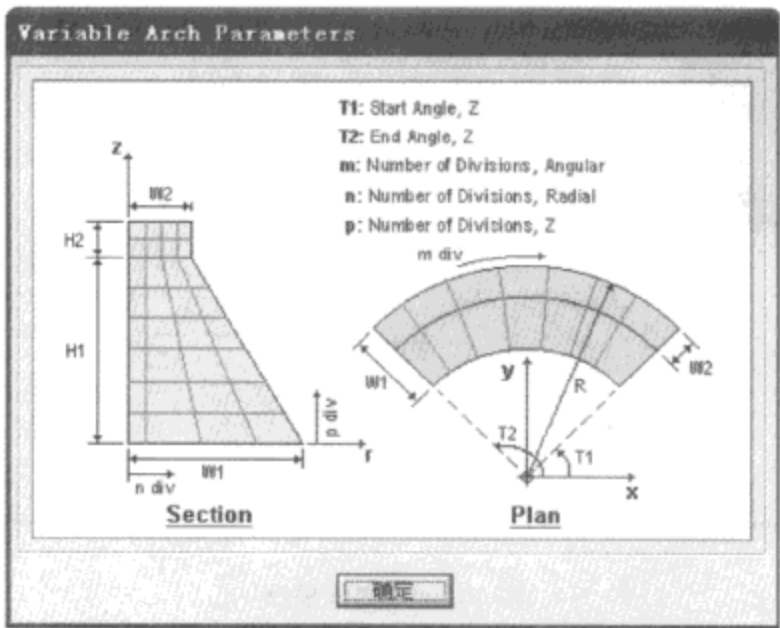 Variable Arch Parameters
T1: Start Angle, Z
T2: End Angle, Z
m: Number of Divisions, Angular
n: Number of Divisions, Radial
p: Number of Divisions, Z
z
W2
H2
H1
p div
r
W1
n div
Section
m div
W1
W2
y
R
T2
T1
x
Plan
确定